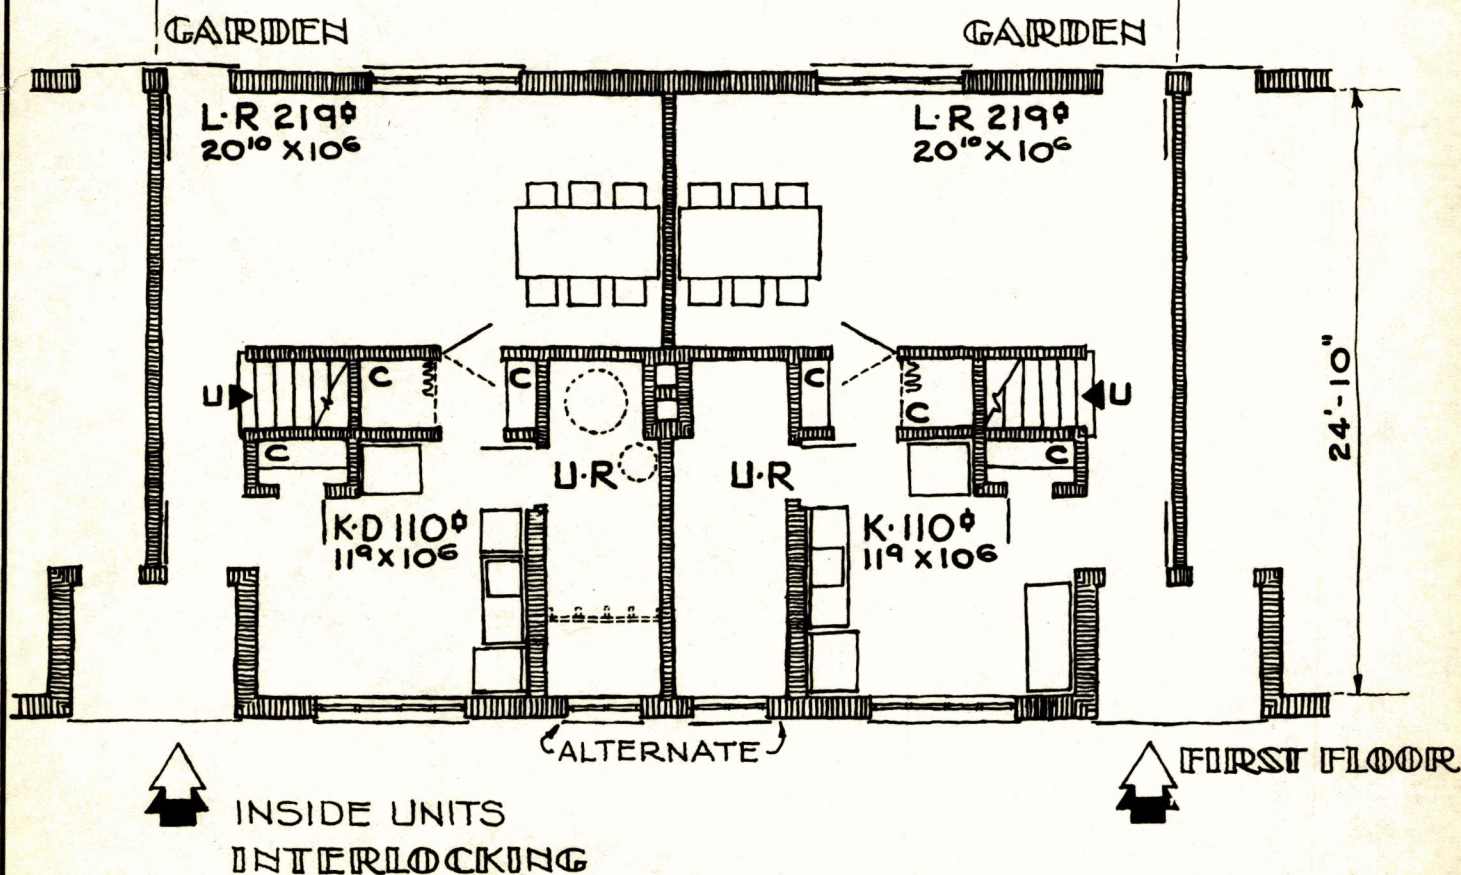 GARDEN
GARDEN
L·R 219⌽
20¹⁰ X 10⁶
L·R 219⌽
20¹⁰ X 10⁶
C
C
C
C
U
U
C
C
U·R
U·R
K·D 110⌽
11⁹ X 10⁶
K·110⌽
11⁹ X 10⁶
24'-10"
ALTERNATE
FIRST FLOOR
INSIDE UNITS
INTERLOCKING